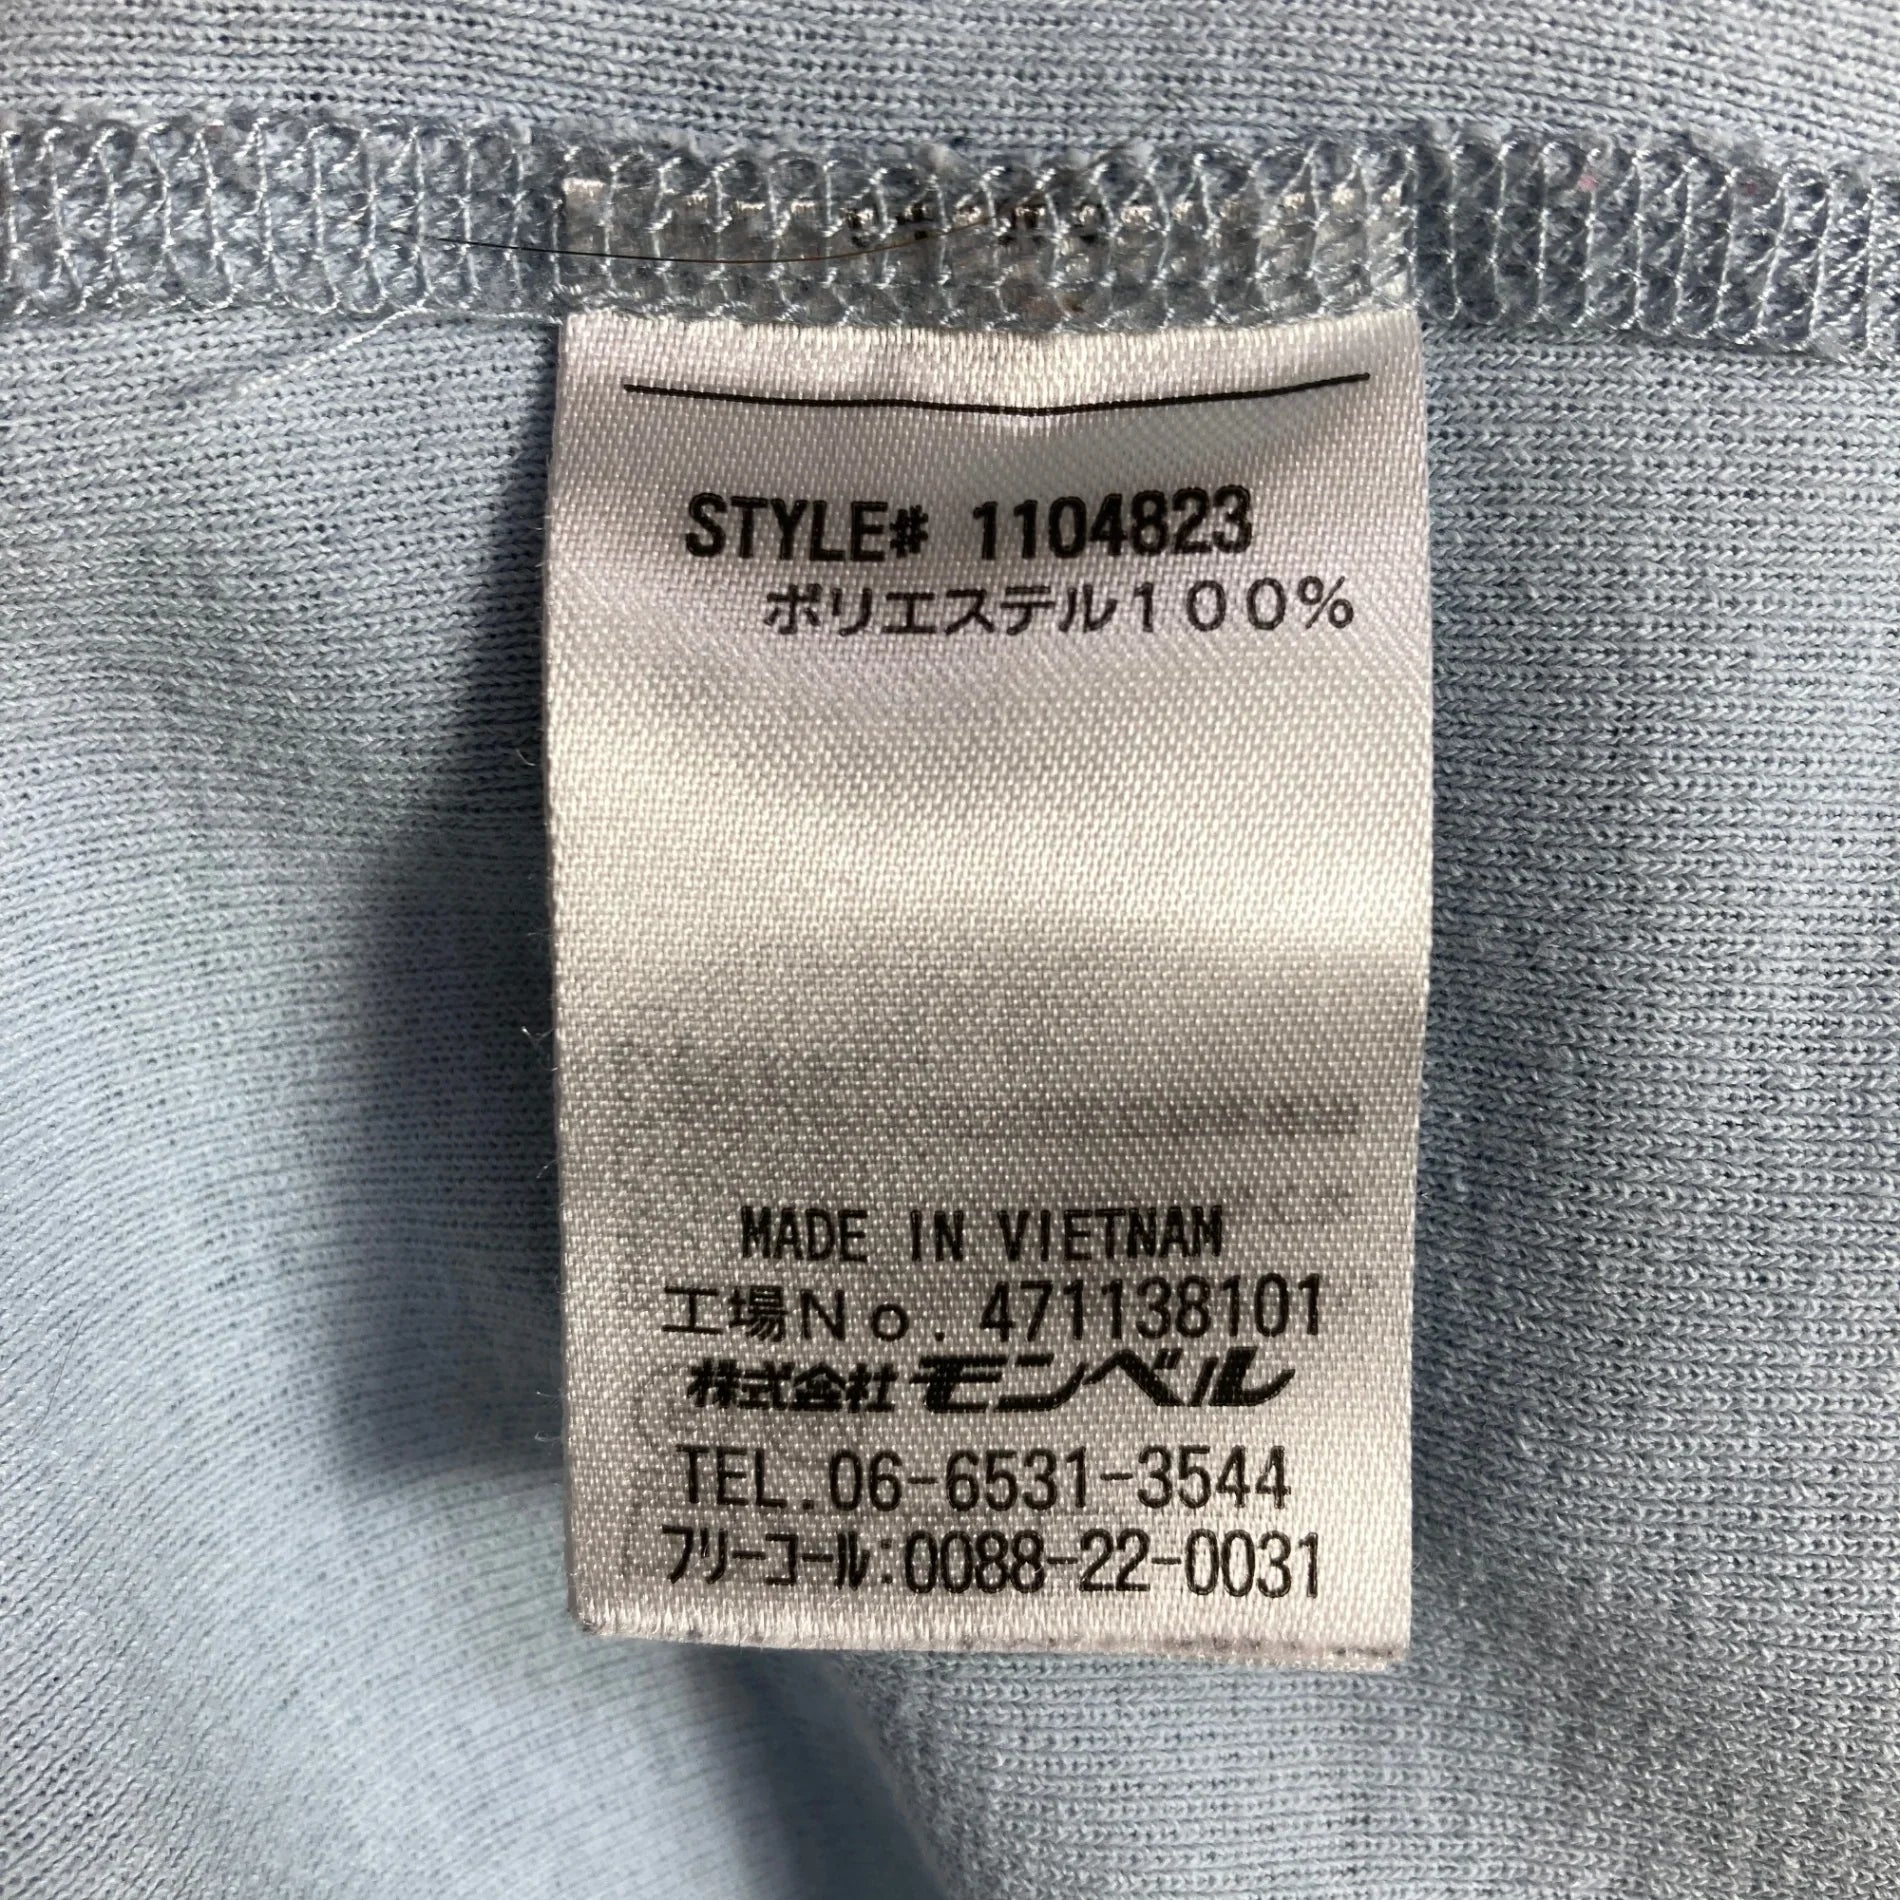 STYLE# 1104823
ポリエステル１００％
MADE IN VIETNAM
工場Ｎｏ. 471138101
株式会社モンベル
TEL.06-6531-3544
フリーコール:0088-22-0031